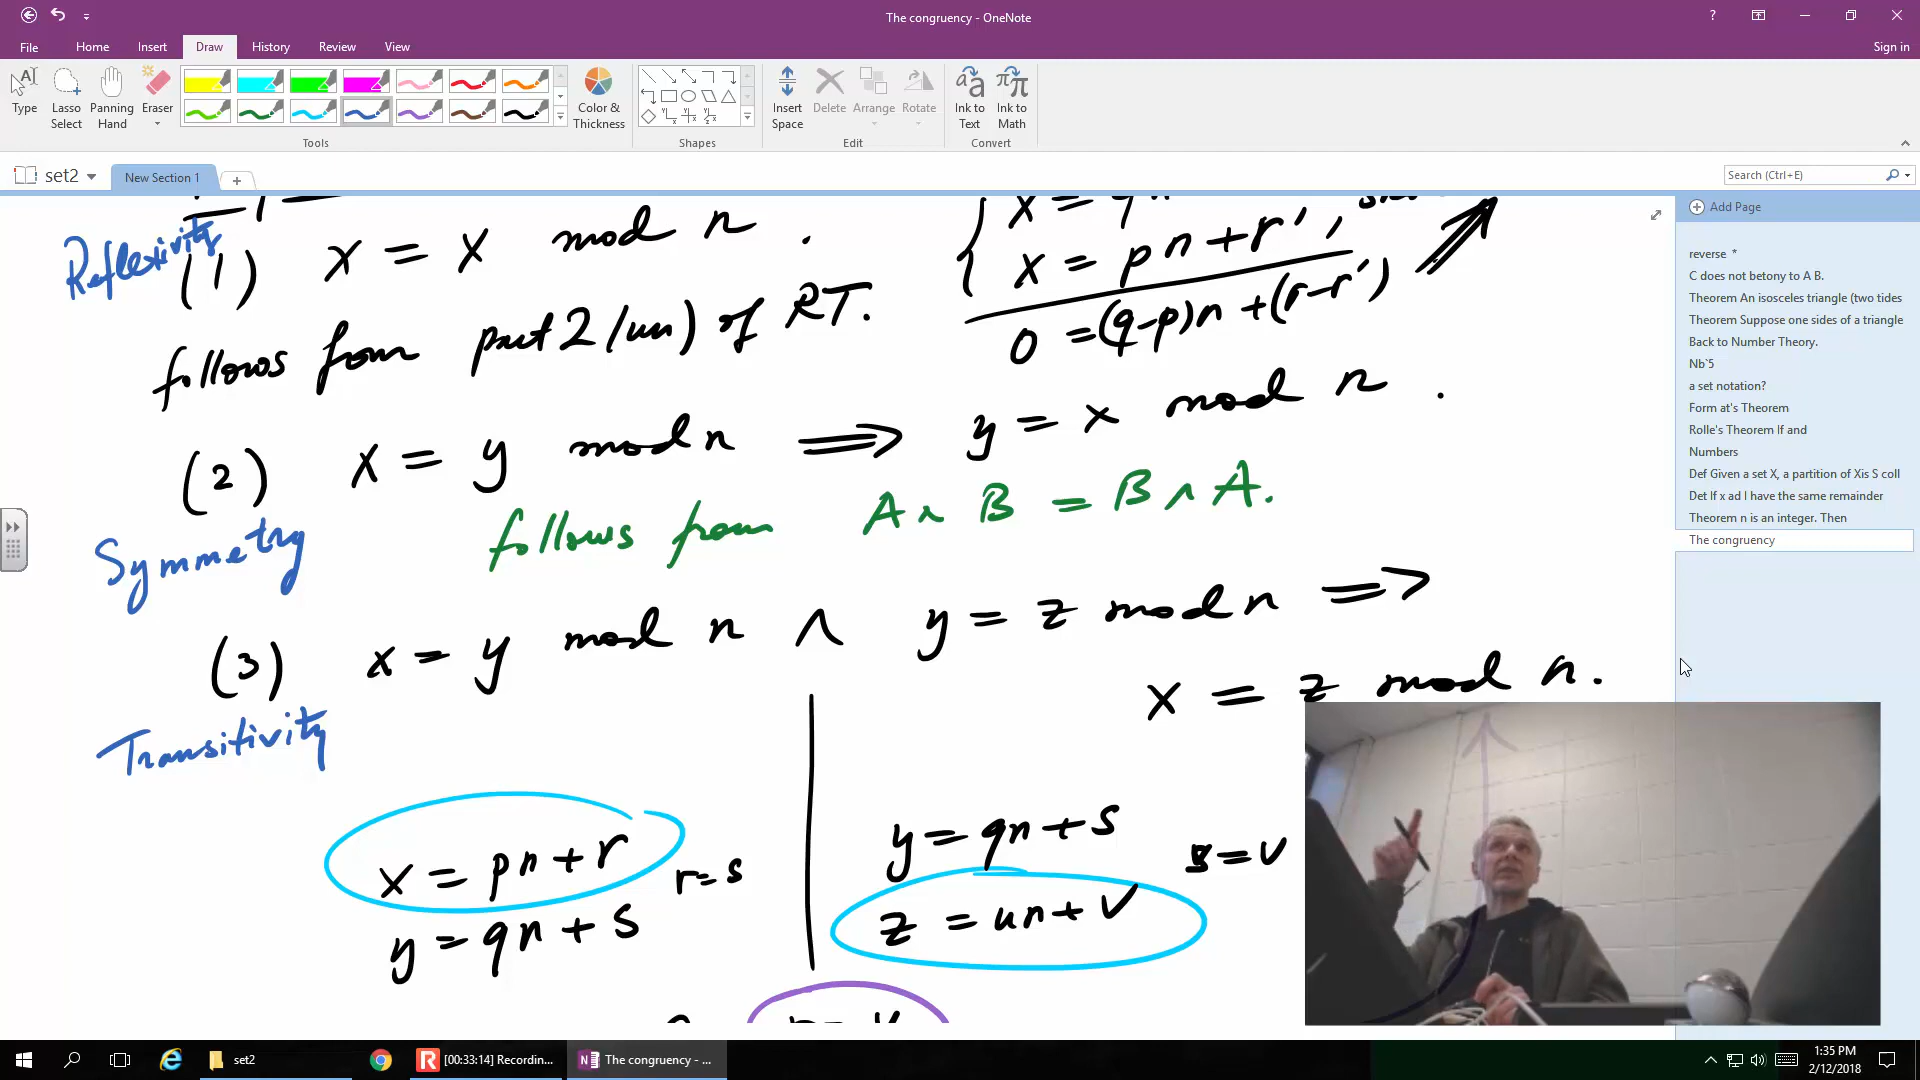 The congruency - OneNote
File Home Insert Draw History Review View Sign in
Type Lasso Select Panning Hand Eraser Color & Thickness Insert Space Delete Arrange Rotate Ink to Text Ink to Math
Tools Shapes Edit Convert
set2 New Section 1 Search (Ctrl+E)
Add Page
reverse *
C does not betony to A B.
Theorem An isosceles triangle (two tides
Theorem Suppose one sides of a triangle
Back to Number Theory.
Nb`5
a set notation?
Form at's Theorem
Rolle's Theorem If and
Numbers
Def Given a set X, a partition of Xis S coll
Det If x ad I have the same remainder
Theorem n is an integer. Then
The congruency
Reflexivity
(1) x = x mod n.
x = pn + r',
0 = (q-p)n + (r-r')
follows from part 2 (un) of RT.
(2) x = y mod n ⟹ y = x mod n.
Symmetry
follows from A ∧ B = B ∧ A.
(3) x = y mod n ∧ y = z mod n ⟹
x = z mod n.
Transitivity
x = pn + r
r = s
y = qn + s
y = qn + s
s = v
z = un + v
set2 [00:33:14] Recordin... The congruency - ...
1:35 PM
2/12/2018